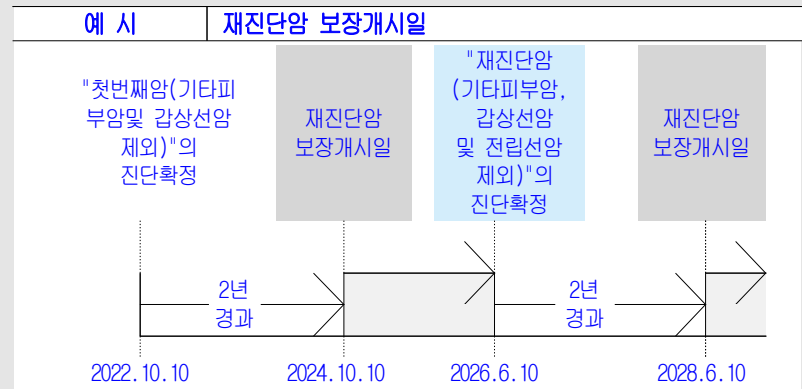 예 시 재진단암 보장개시일
"첫번째암(기타피
부암및 갑상선암
제외)"의
진단확정
재진단암
보장개시일
"재진단암
(기타피부암,
갑상선암
및 전립선암
제외)"의
진단확정
재진단암
보장개시일
2년
경과
2년
경과
2022.10.10 2024.10.10 2026.6.10 2028.6.10